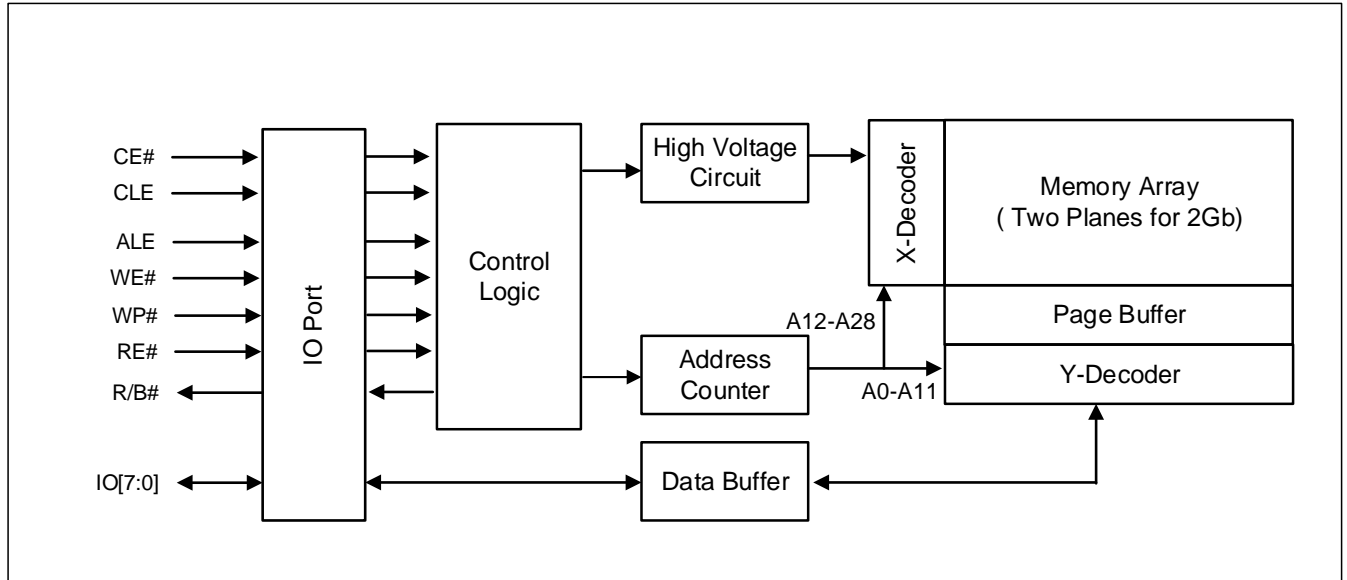 CE#
CLE
ALE
WE#
WP#
RE#
R/B#
IO[7:0]
IO Port
Control
Logic
High Voltage
Circuit
Address
Counter
Data Buffer
X-Decoder
A12-A28
A0-A11
Memory Array
( Two Planes for 2Gb)
Page Buffer
Y-Decoder